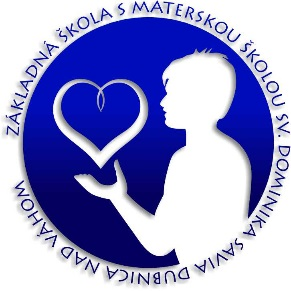 ZÁKLADNÁ ŠKOLA S MATERSKOU ŠKOLOU SV. DOMINIKA SAVIA DUBNICA NAD VÁHOM